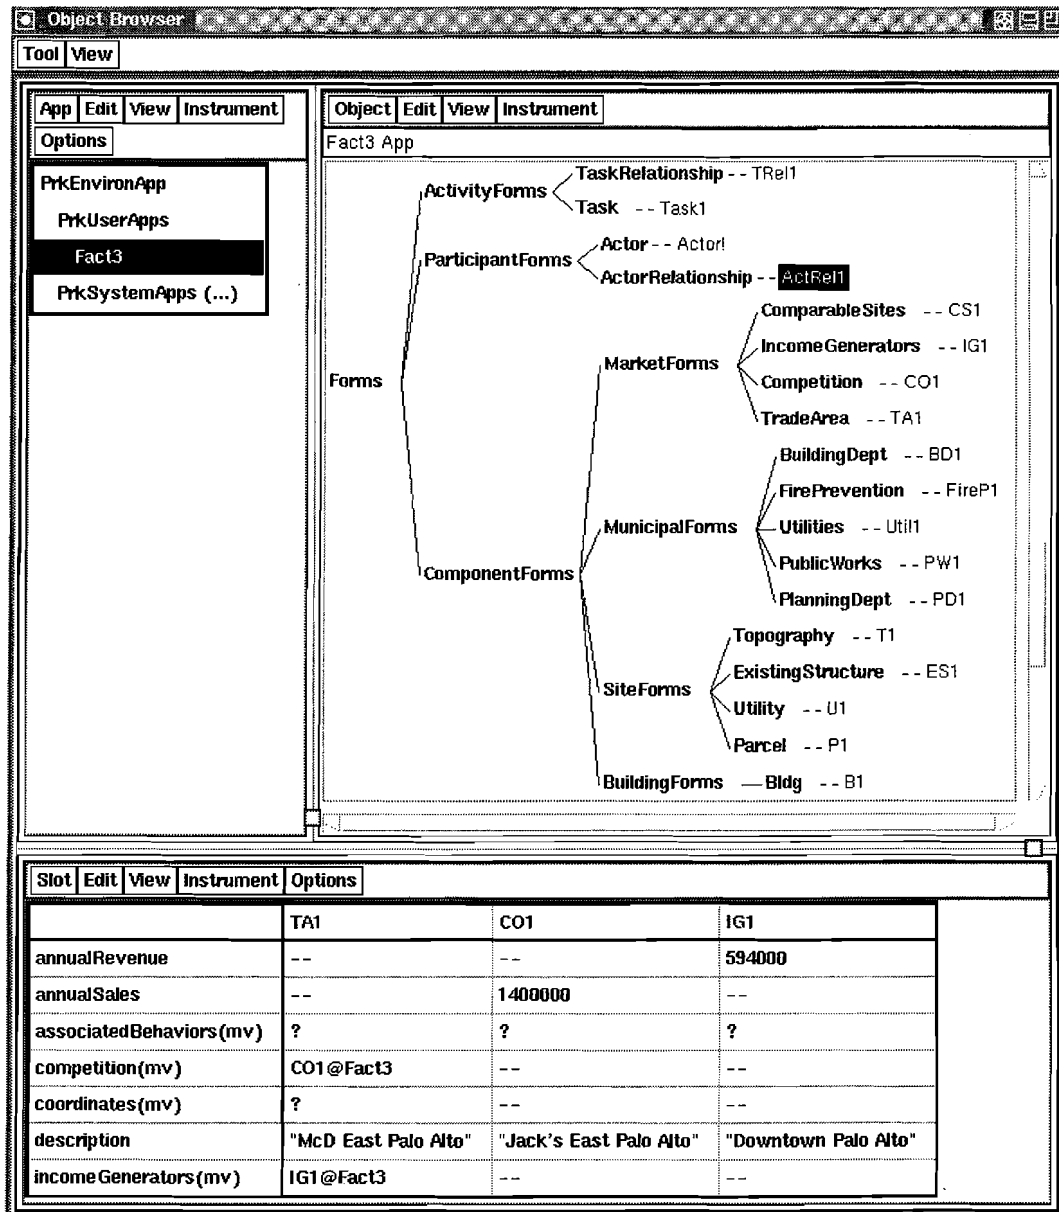 Object Browser
Tool View
App Edit View Instrument
Options
PrkEnvironApp
PrkUserApps
Fact3
PrkSystemApps (...)
Object Edit View Instrument
Fact3 App
TaskRelationship -- TRel1
ActivityForms
Task -- Task1
Actor -- Actor!
ParticipantForms
ActorRelationship -- ActRel1
ComparableSites -- CS1
IncomeGenerators -- IG1
MarketForms
Forms
Competition -- CO1
TradeArea -- TA1
BuildingDept -- BD1
FirePrevention -- FireP1
MunicipalForms
Utilities -- Util1
PublicWorks -- PW1
ComponentForms
PlanningDept -- PD1
Topography -- T1
ExistingStructure -- ES1
SiteForms
Utility -- U1
Parcel -- P1
BuildingForms — Bldg -- B1
Slot Edit View Instrument Options
TA1 CO1 IG1
annualRevenue -- -- 594000
annualSales -- 1400000 --
associatedBehaviors(mv) ? ? ?
competition(mv) CO1@Fact3 -- --
coordinates(mv) ? -- --
description "McD East Palo Alto" "Jack's East Palo Alto" "Downtown Palo Alto"
incomeGenerators(mv) IG1@Fact3 -- --